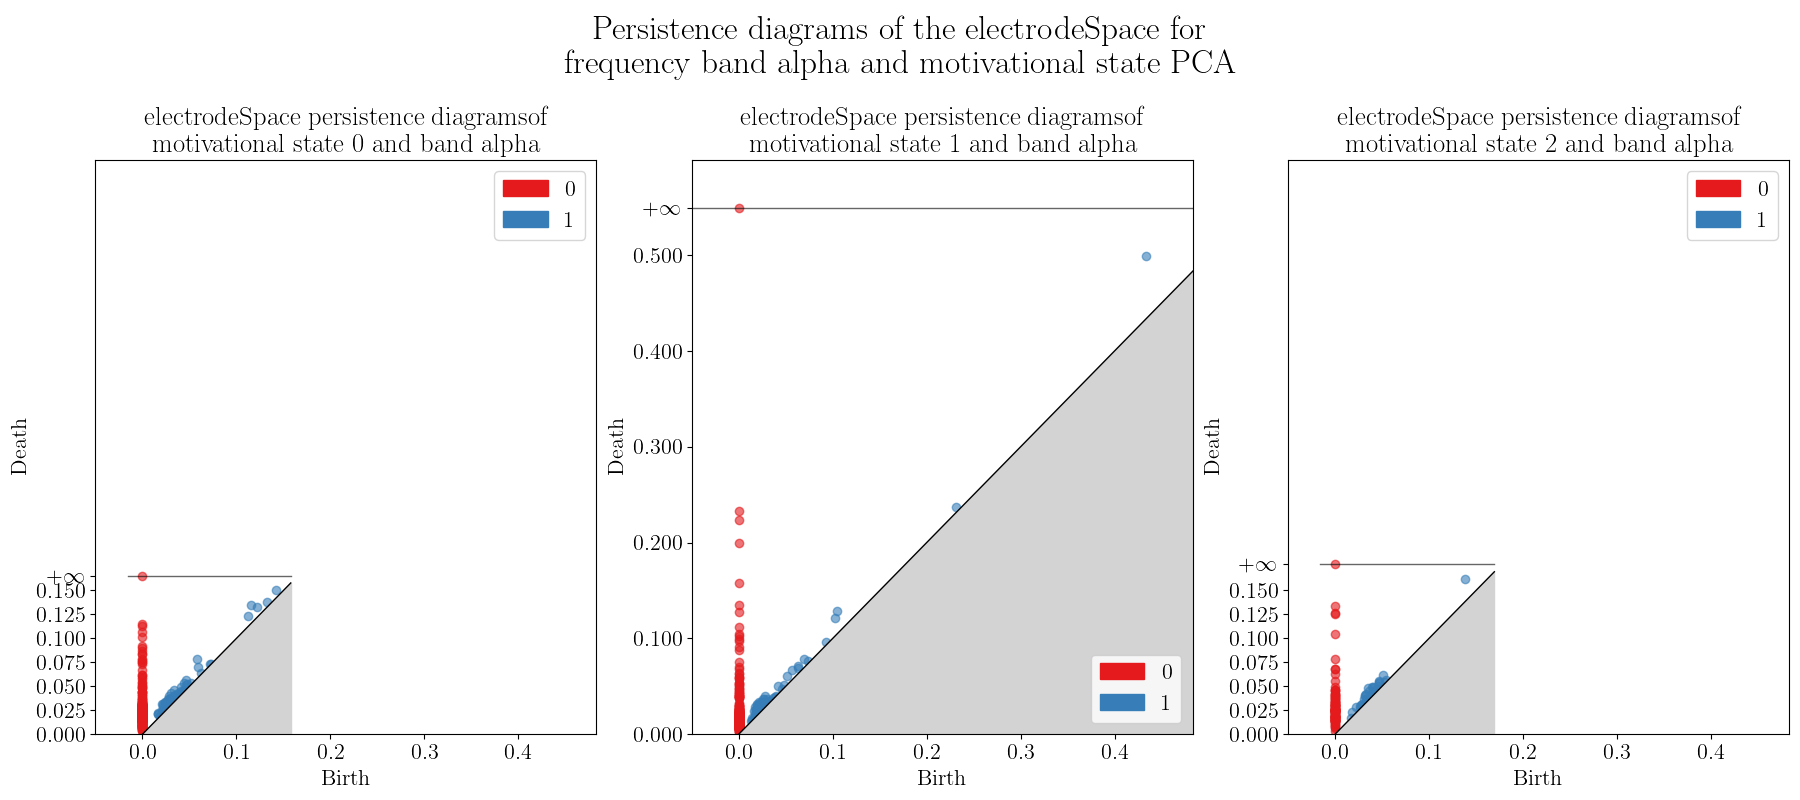 Persistence diagrams of the electrodeSpace for
frequency band alpha and motivational state PCA
electrodeSpace persistence diagramsof
motivational state 0 and band alpha
0
1
+∞
0.150
0.125
0.100
0.075
0.050
0.025
0.000
Death
0.0 0.1 0.2 0.3 0.4
Birth
electrodeSpace persistence diagramsof
motivational state 1 and band alpha
+∞
0.500
0.400
0.300
0.200
0.100
0.000
Death
0
1
0.0 0.1 0.2 0.3 0.4
Birth
electrodeSpace persistence diagramsof
motivational state 2 and band alpha
0
1
+∞
0.150
0.125
0.100
0.075
0.050
0.025
0.000
Death
0.0 0.1 0.2 0.3 0.4
Birth